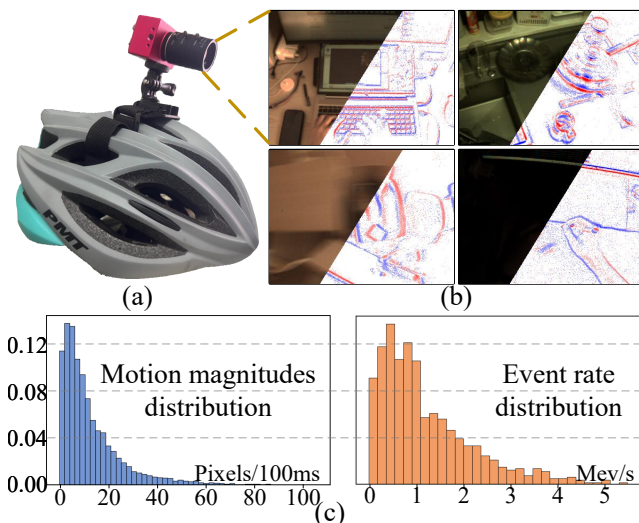 PMT
(a)
(b)
0.12
0.08
0.04
0.00
Motion magnitudes
distribution
Pixels/100ms
0
20
40
60
80
100
Event rate
distribution
Mev/s
0
1
2
3
4
5
(c)